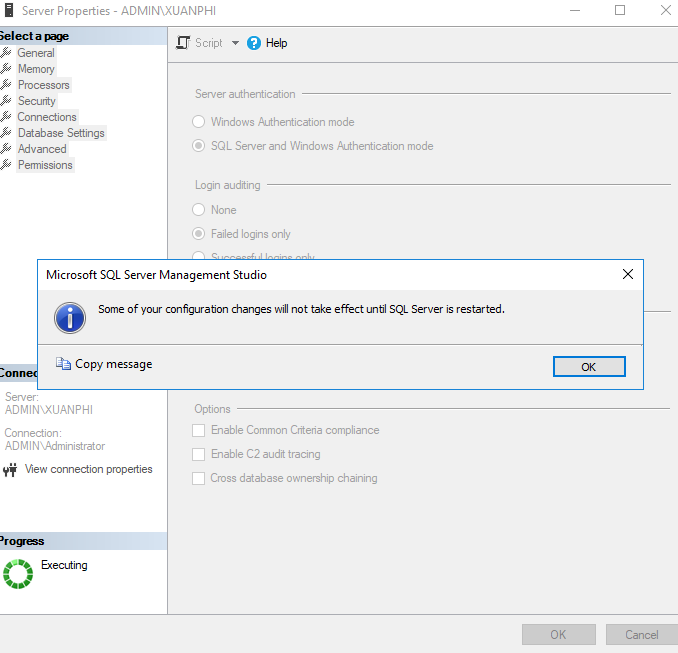 Server Properties - ADMIN\XUANPHI
Select a page
General
Memory
Processors
Security
Connections
Database Settings
Advanced
Permissions
Script
Help
Server authentication
Windows Authentication mode
SQL Server and Windows Authentication mode
Login auditing
None
Failed logins only
Successful logins only
Microsoft SQL Server Management Studio
Some of your configuration changes will not take effect until SQL Server is restarted.
Copy message
OK
Connec
Server:
ADMIN\XUANPHI
Connection:
ADMIN\Administrator
View connection properties
Options
Enable Common Criteria compliance
Enable C2 audit tracing
Cross database ownership chaining
Progress
Executing
OK
Cancel